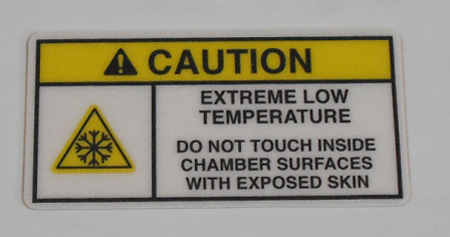 CAUTION
EXTREME LOW
TEMPERATURE
DO NOT TOUCH INSIDE
CHAMBER SURFACES
WITH EXPOSED SKIN